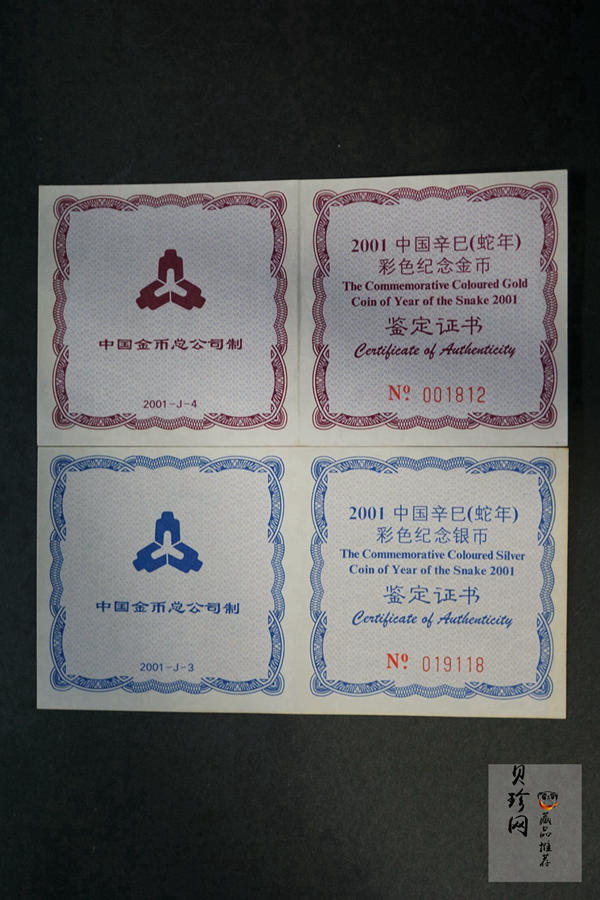 中国金币总公司制
2001-J-4
2001 中国辛巳(蛇年)
彩色纪念金币
The Commemorative Coloured Gold
Coin of Year of the Snake 2001
鉴定证书
Certificate of Authenticity
Nº 001812
中国金币总公司制
2001-J-3
2001 中国辛巳(蛇年)
彩色纪念银币
The Commemorative Coloured Silver
Coin of Year of the Snake 2001
鉴定证书
Certificate of Authenticity
Nº 019118
贝珍网
藏品推荐